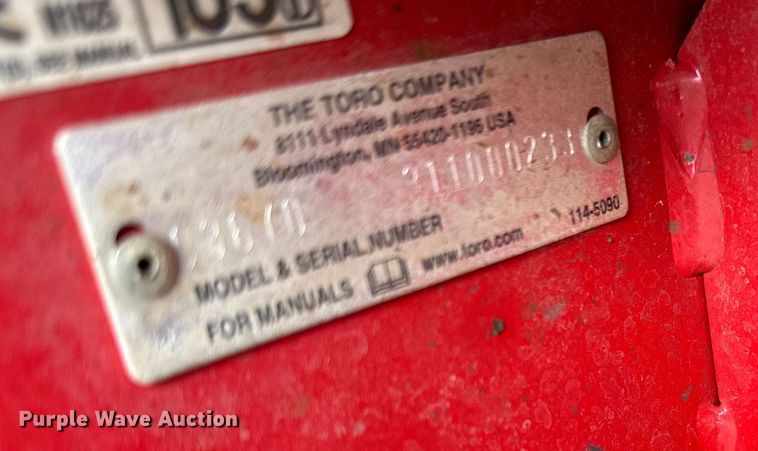 105
THE TORO COMPANY
8111 Lyndale Avenue South
Bloomington, MN 55420-1196 USA
311000233
MODEL & SERIAL NUMBER
FOR MANUALS www.toro.com
114-5090
Purple Wave Auction